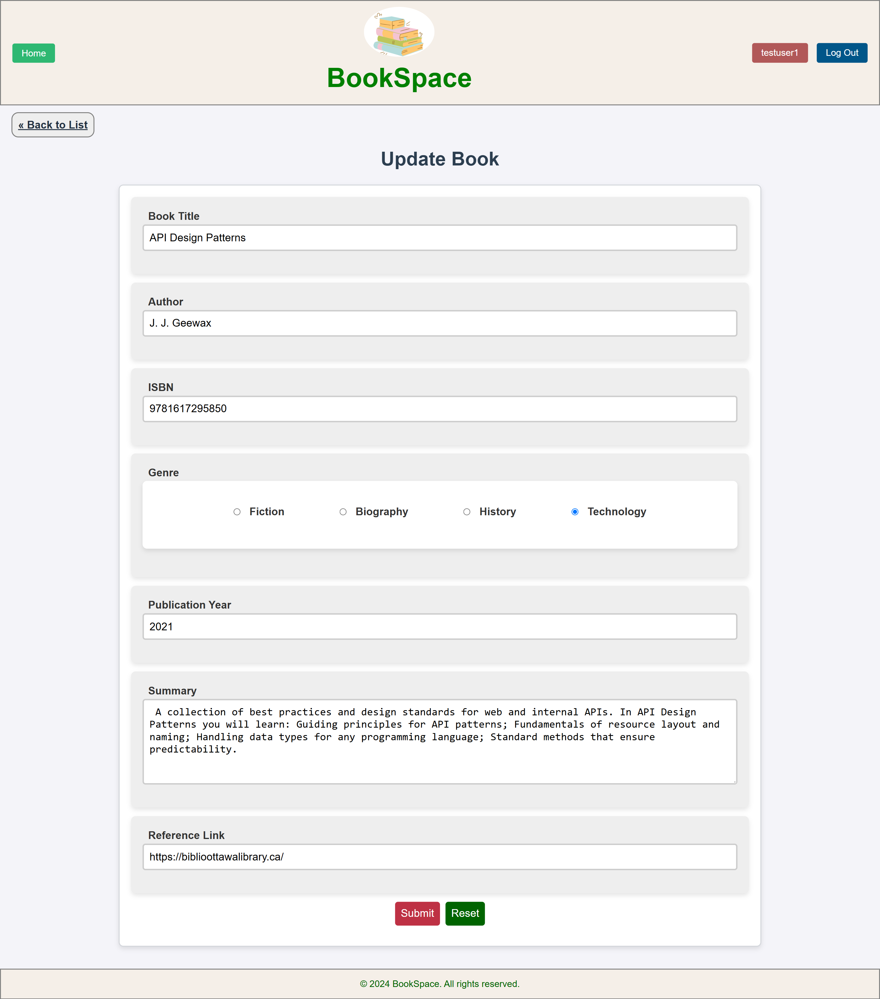 Home
BookSpace
testuser1
Log Out
« Back to List
Update Book
Book Title
API Design Patterns
Author
J. J. Geewax
ISBN
9781617295850
Genre
Fiction
Biography
History
Technology
Publication Year
2021
Summary
A collection of best practices and design standards for web and internal APIs. In API Design
Patterns you will learn: Guiding principles for API patterns; Fundamentals of resource layout and
naming; Handling data types for any programming language; Standard methods that ensure
predictability.
Reference Link
https://biblioottawalibrary.ca/
Submit
Reset
© 2024 BookSpace. All rights reserved.